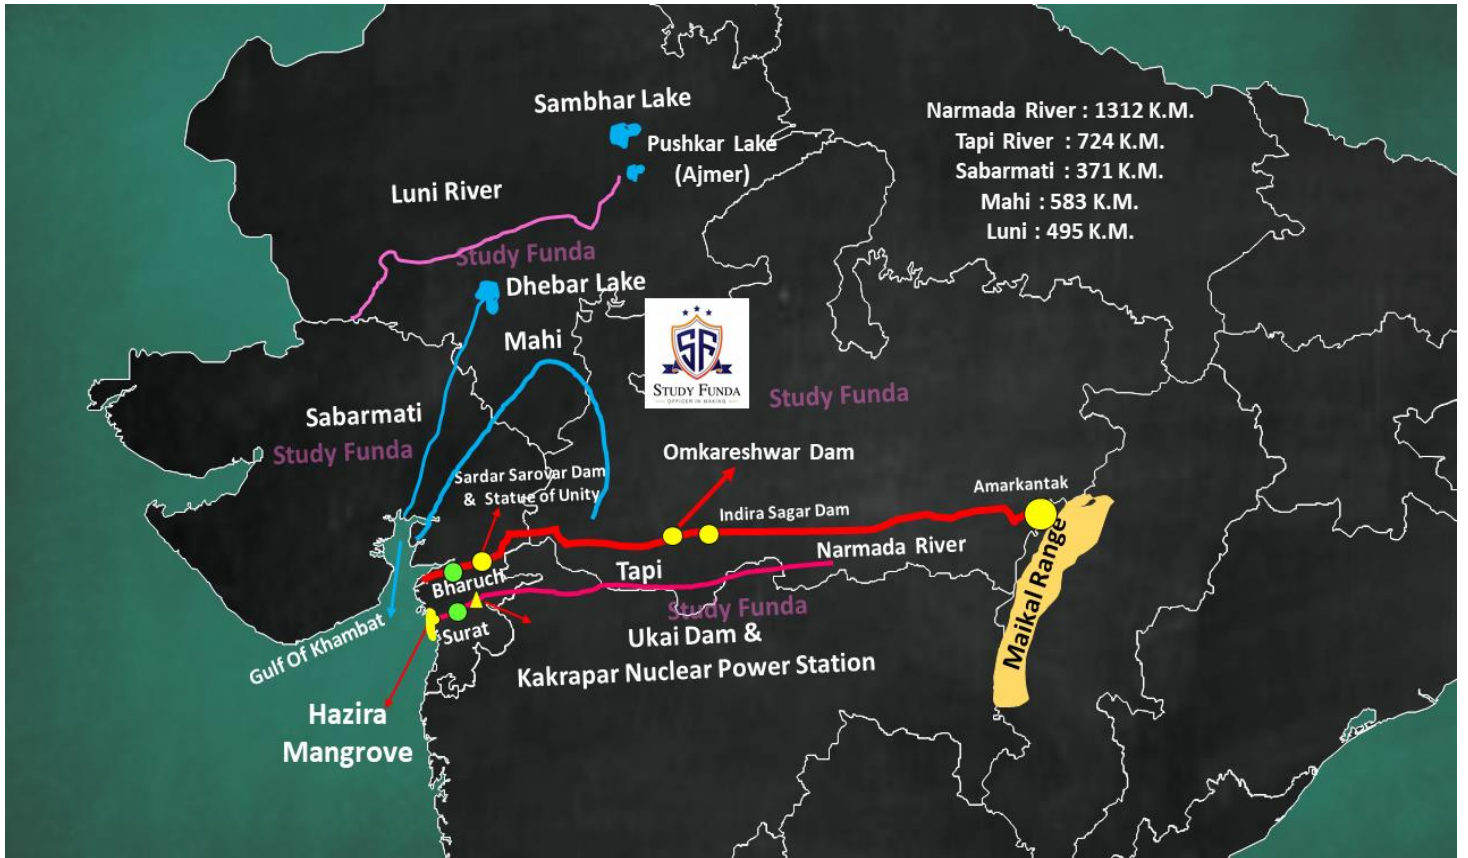 Sambhar Lake
Pushkar Lake
(Ajmer)
Narmada River : 1312 K.M.
Tapi River : 724 K.M.
Sabarmati : 371 K.M.
Mahi : 583 K.M.
Luni : 495 K.M.
Luni River
Study Funda
Dhebar Lake
Mahi
SF
STUDY FUNDA
OFFICER IN MAKING
Study Funda
Sabarmati
Study Funda
Omkareshwar Dam
Sardar Sarovar Dam
& Statue of Unity
Indira Sagar Dam
Amarkantak
Narmada River
Maikal Range
Bharuch
Tapi
Study Funda
Surat
Gulf Of Khambat
Ukai Dam &
Kakrapar Nuclear Power Station
Hazira
Mangrove